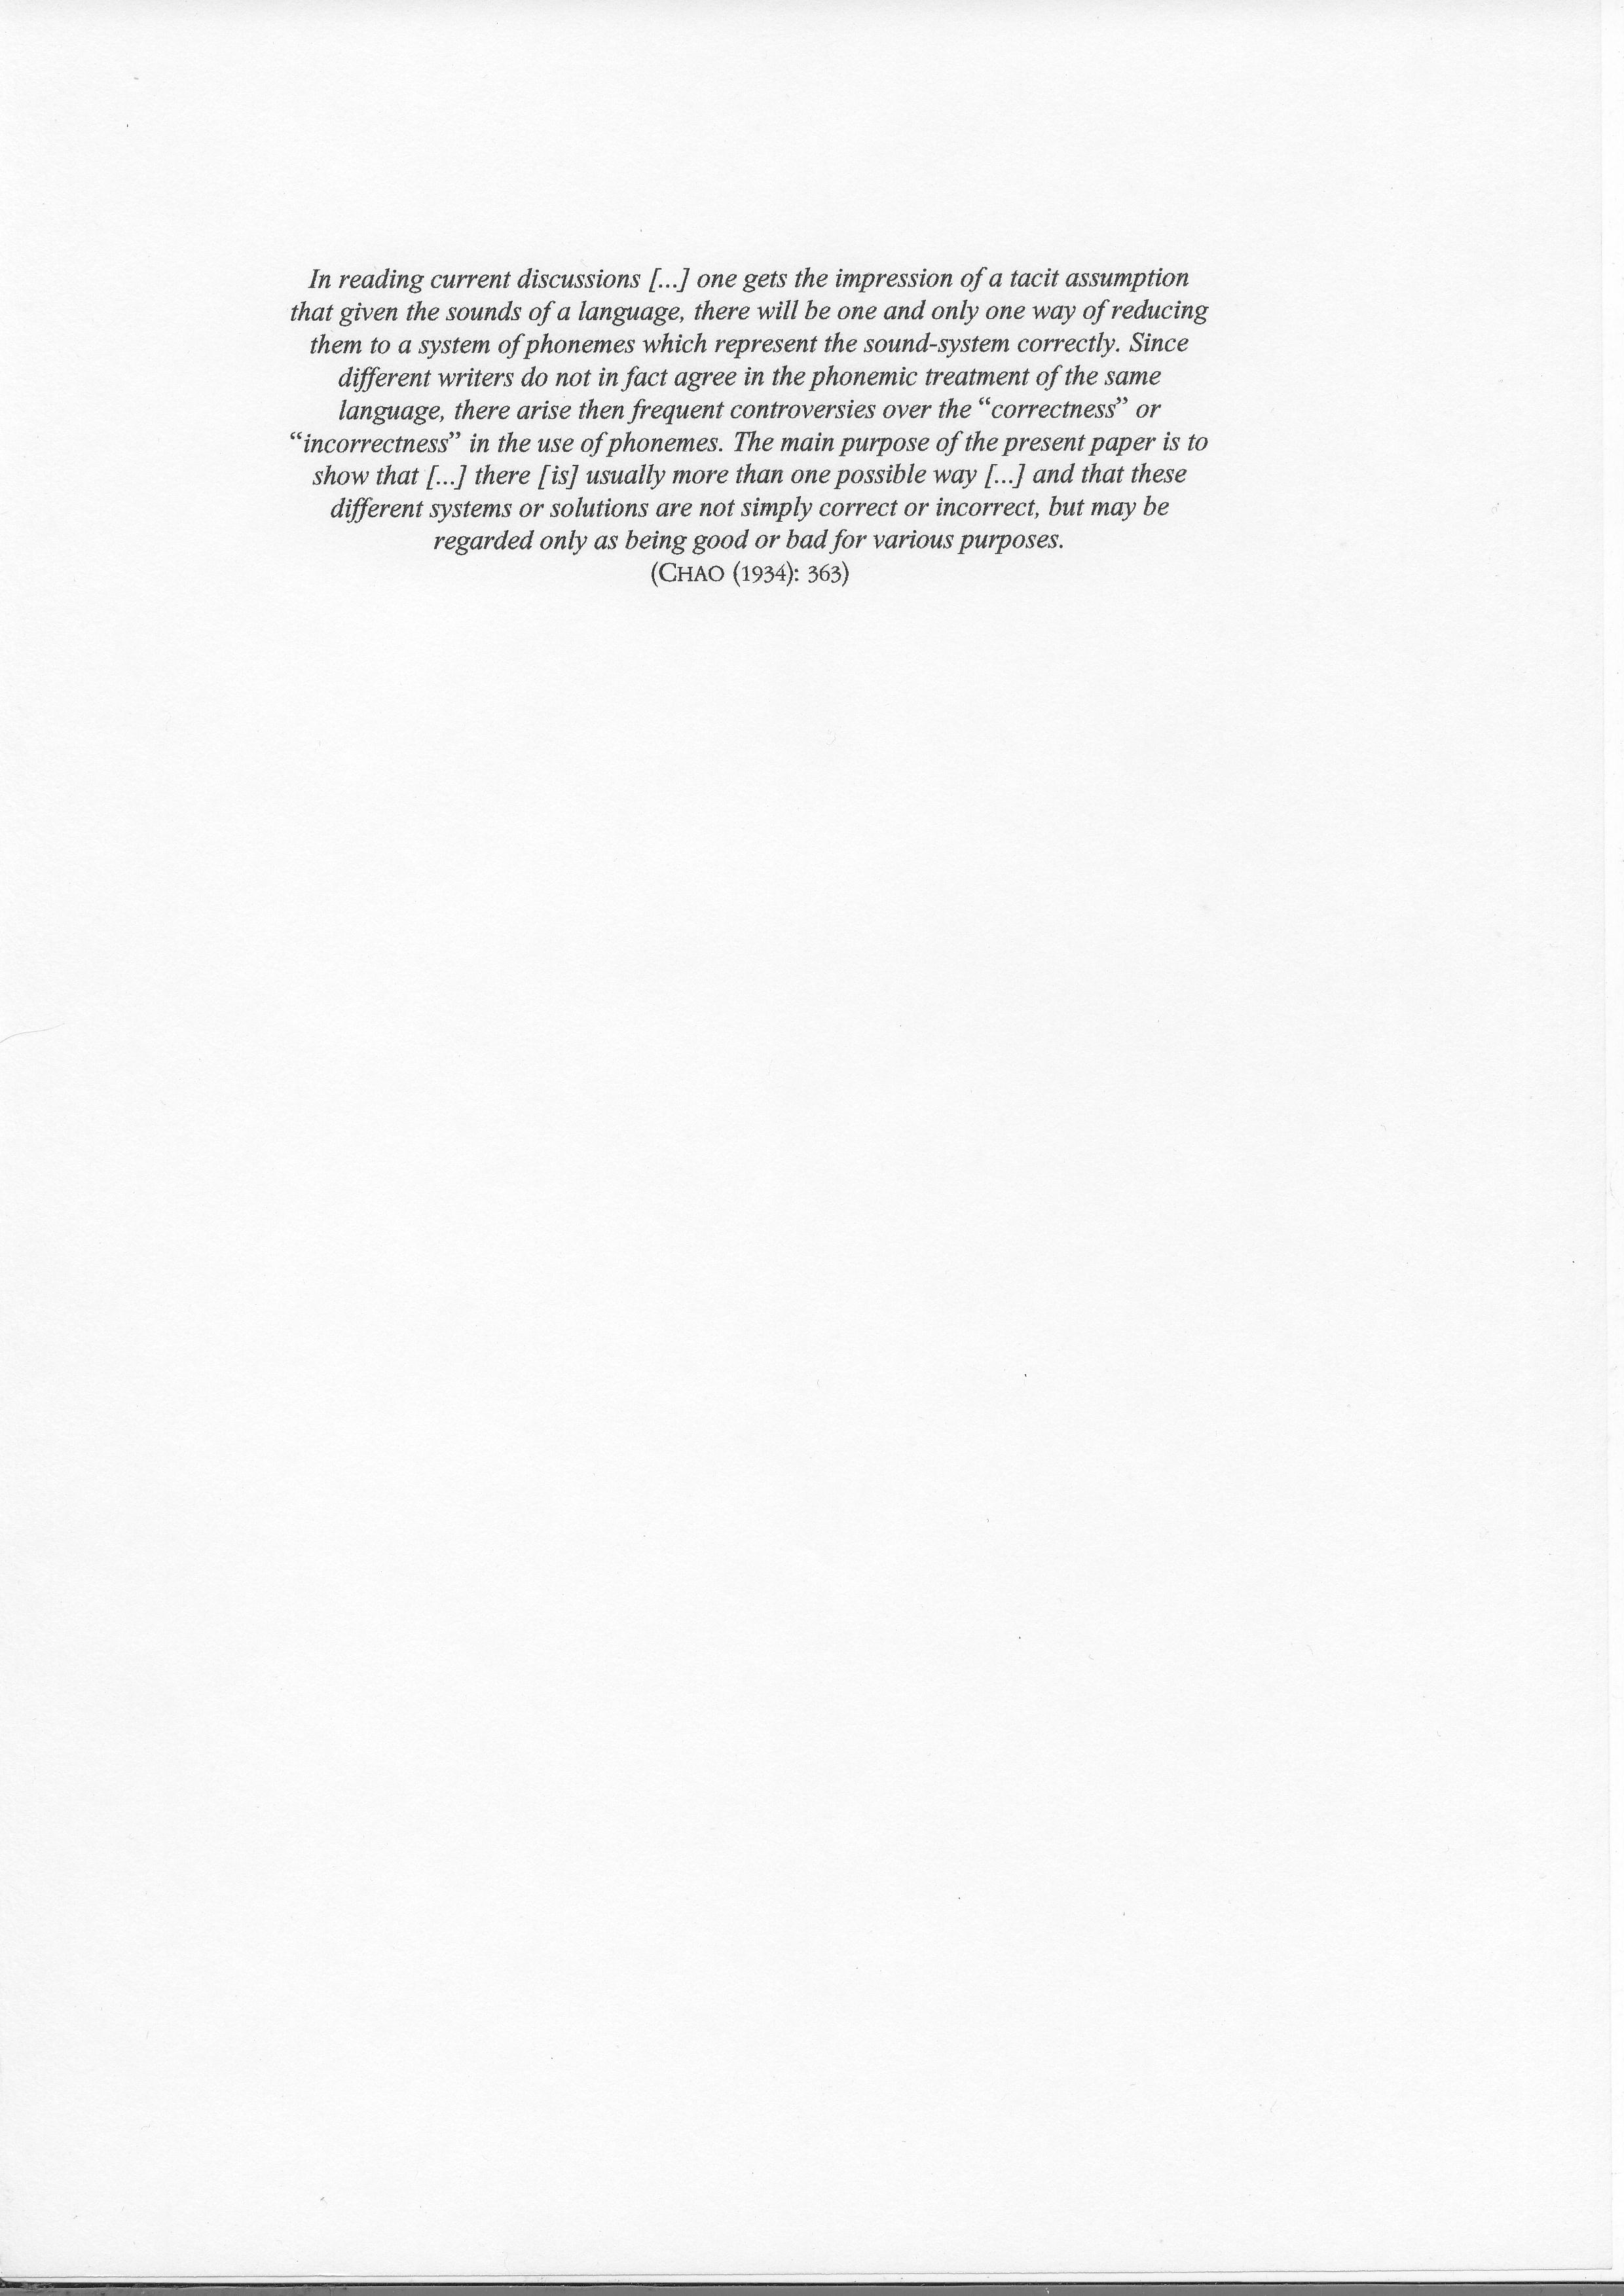 In reading current discussions [...] one gets the impression of a tacit assumption
that given the sounds of a language, there will be one and only one way of reducing
them to a system of phonemes which represent the sound-system correctly. Since
different writers do not in fact agree in the phonemic treatment of the same
language, there arise then frequent controversies over the “correctness” or
“incorrectness” in the use of phonemes. The main purpose of the present paper is to
show that [...] there [is] usually more than one possible way [...] and that these
different systems or solutions are not simply correct or incorrect, but may be
regarded only as being good or bad for various purposes.
(CHAO (1934): 363)